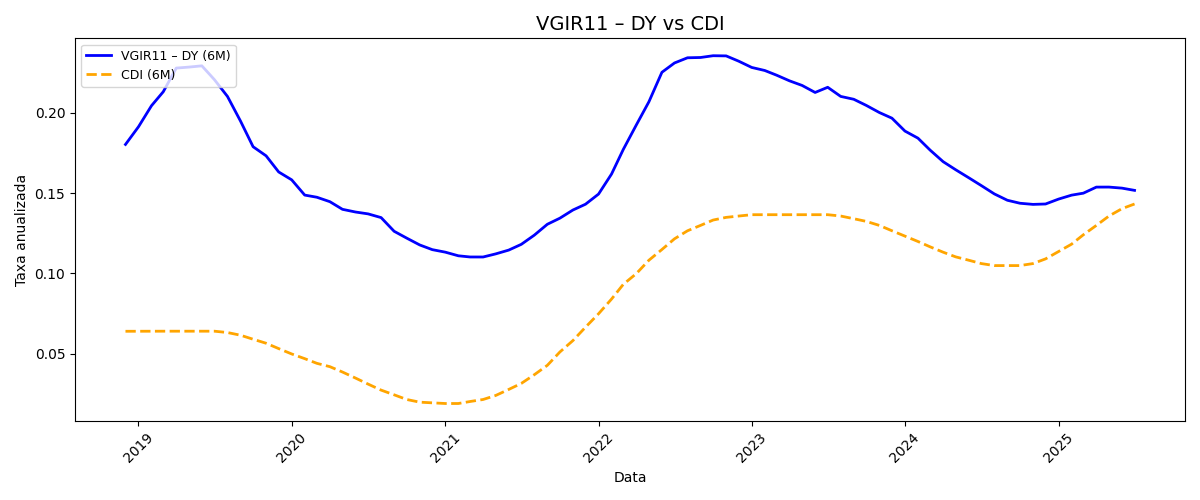 VGIR11 – DY vs CDI
VGIR11 – DY (6M)
CDI (6M)
Taxa anualizada
0.20
0.15
0.10
0.05
2019
2020
2021
2022
2023
2024
2025
Data